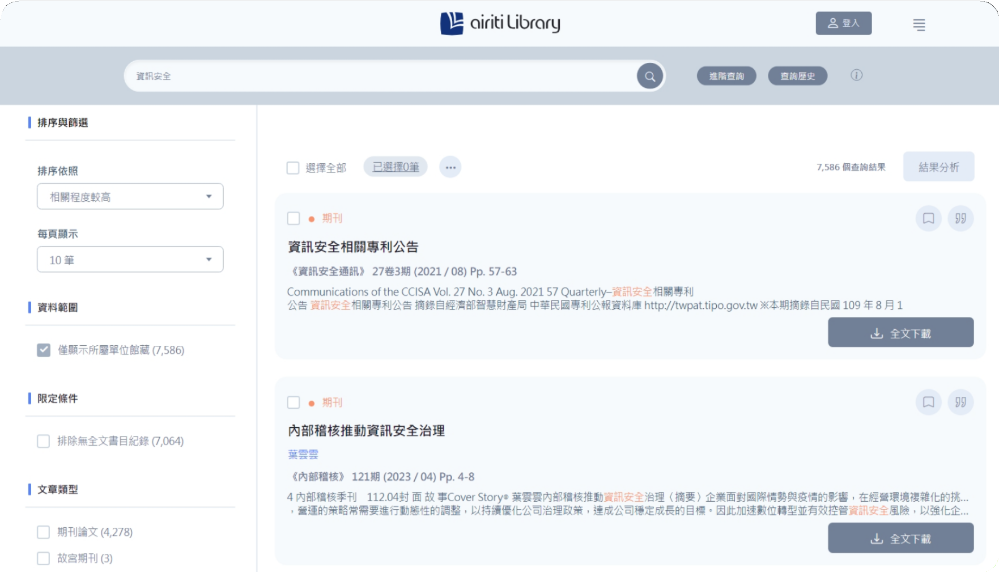 airiti Library
登入
資訊安全
進階查詢
查詢歷史
排序與篩選
排序依照
相關程度較高
每頁顯示
10 筆
資料範圍
僅顯示所屬單位館藏 (7,586)
限定條件
排除無全文書目紀錄 (7,064)
文章類型
期刊論文 (4,278)
故宮期刊 (3)
選擇全部
已選擇0筆
7,586 個查詢結果
結果分析
期刊
資訊安全相關專利公告
《資訊安全通訊》 27卷3期 (2021 / 08) Pp. 57-63
Communications of the CCISA Vol. 27 No. 3 Aug. 2021 57 Quarterly–資訊安全相關專利
公告 資訊安全相關專利公告 摘錄自經濟部智慧財產局 中華民國專利公報資料庫 http://twpat.tipo.gov.tw ※本期摘錄自民國 109 年 8 月 1
全文下載
期刊
內部稽核推動資訊安全治理
葉雲雲
《內部稽核》 121期 (2023 / 04) Pp. 4-8
4 內部稽核季刊 112.04封 面 故 事Cover Story® 葉雲雲內部稽核推動資訊安全治理〈摘要〉企業面對國際情勢與疫情的影響，在經營環境複雜化的挑...
，營運的策略常需要進行動態性的調整，以持續優化公司治理政策，達成公司穩定成長的目標。因此加速數位轉型並有效控管資訊安全風險，以強化企...
全文下載